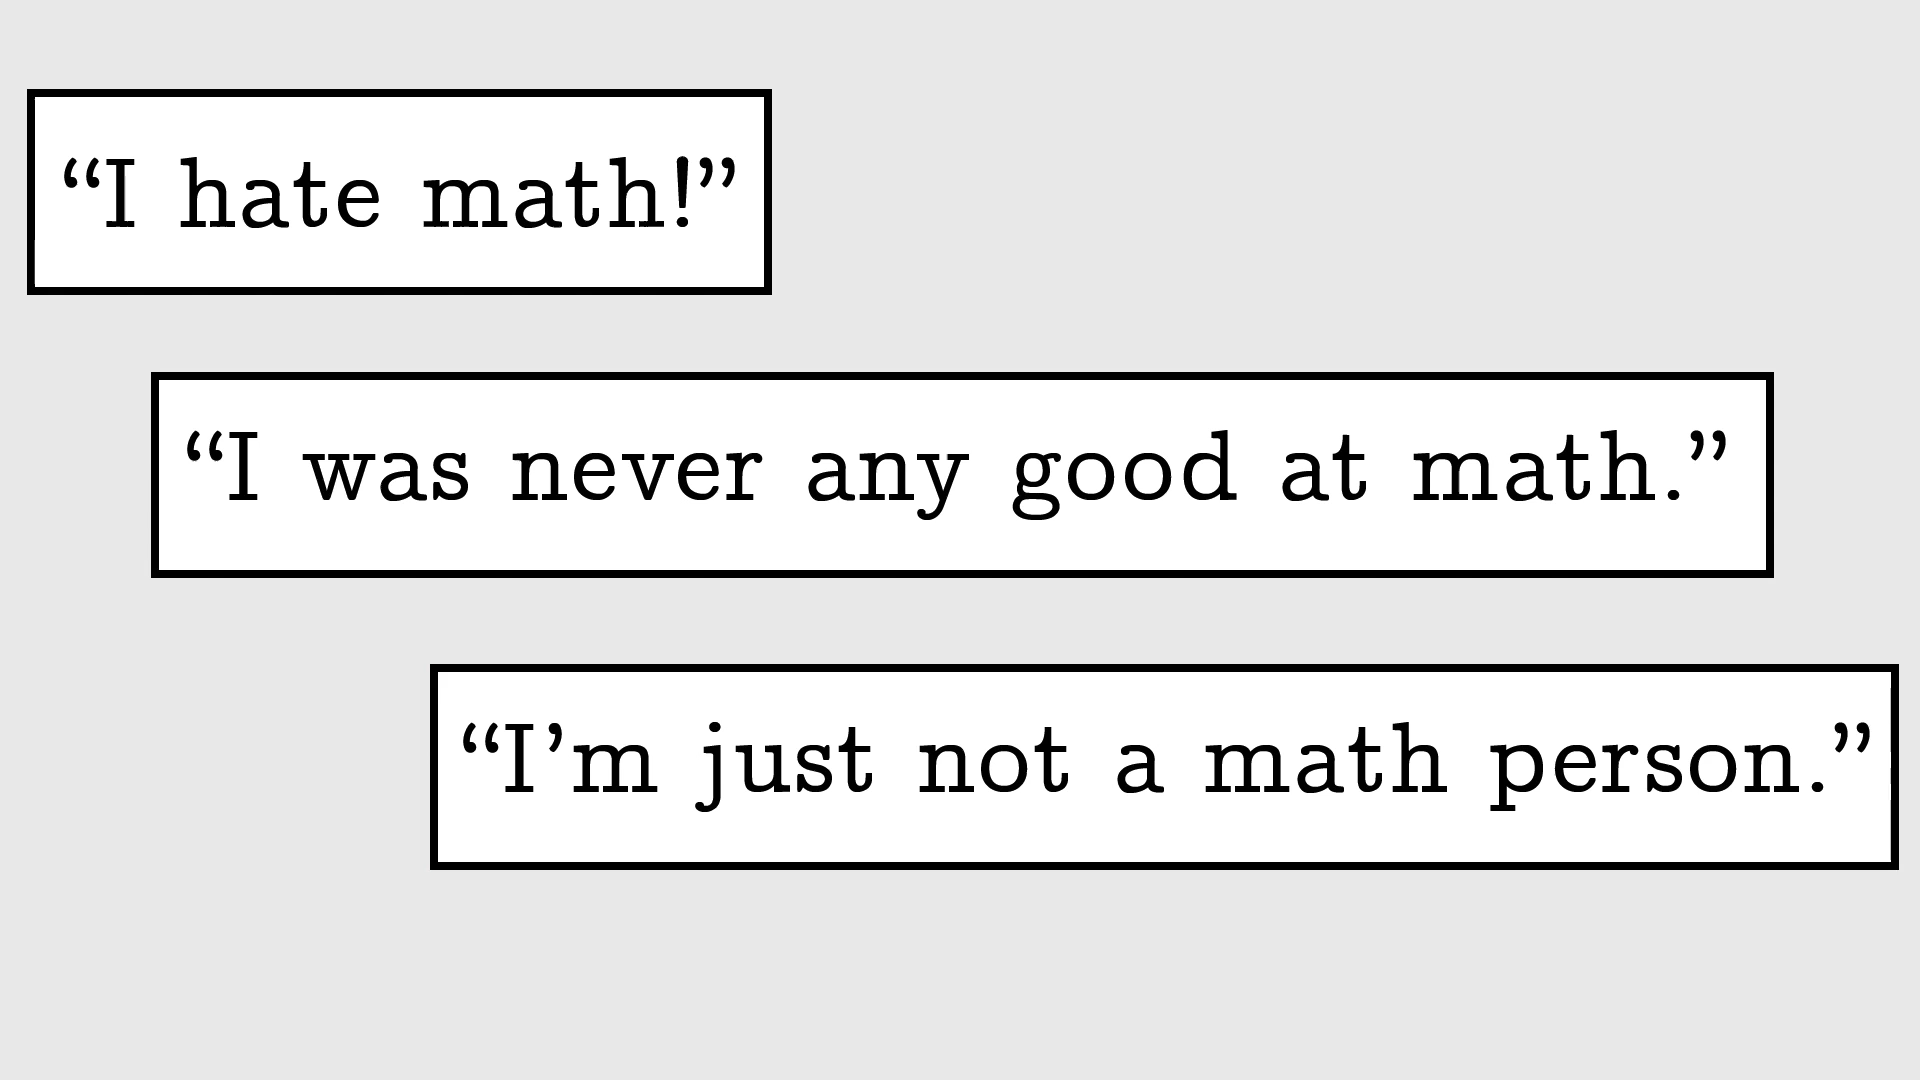 “I hate math!”
“I was never any good at math.”
“I’m just not a math person.”